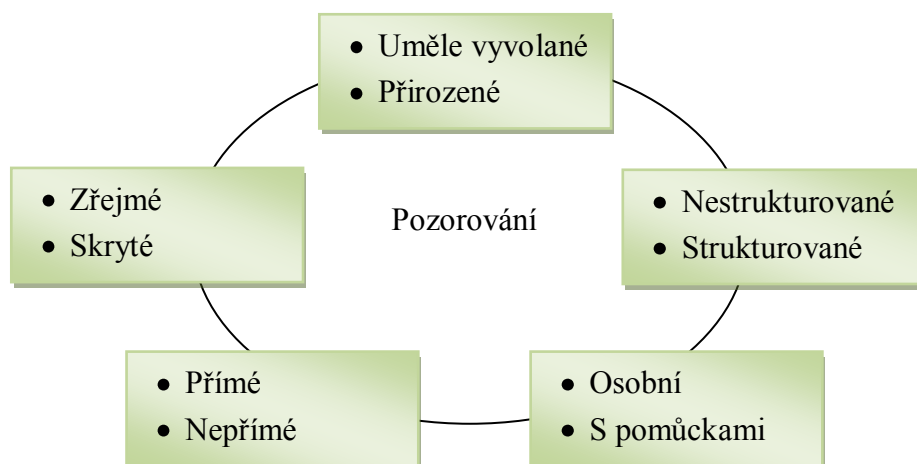 • Uměle vyvolané
• Přirozené
• Zřejmé
• Skryté
Pozorování
• Nestrukturované
• Strukturované
• Přímé
• Nepřímé
• Osobní
• S pomůckami